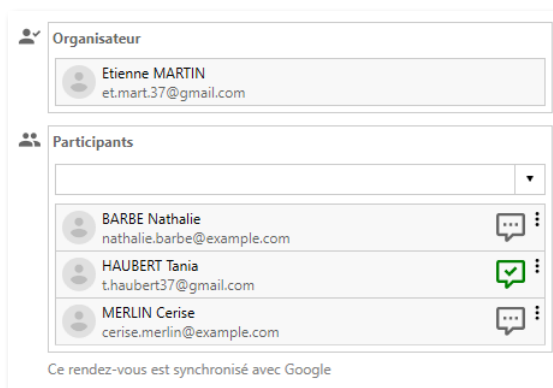 Organisateur
Etienne MARTIN
et.mart.37@gmail.com
Participants
BARBE Nathalie
nathalie.barbe@example.com
HAUBERT Tania
t.haubert37@gmail.com
MERLIN Cerise
cerise.merlin@example.com
Ce rendez-vous est synchronisé avec Google